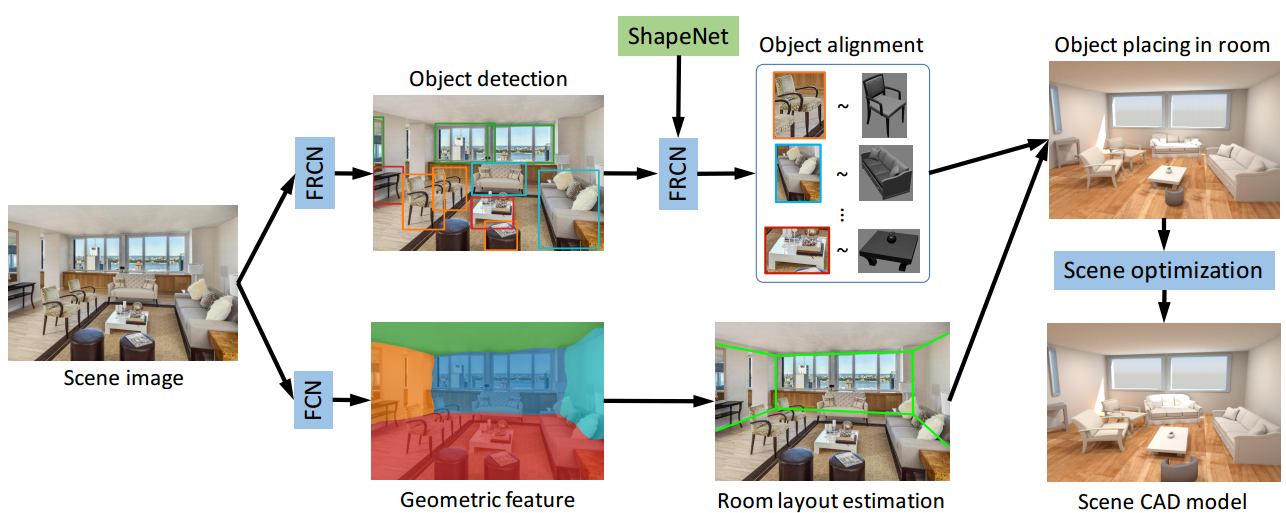 ShapeNet
Object alignment
Object placing in room
Object detection
FRCN
FRCN
~
~
...
~
Scene optimization
Scene image
FCN
Geometric feature
Room layout estimation
Scene CAD model